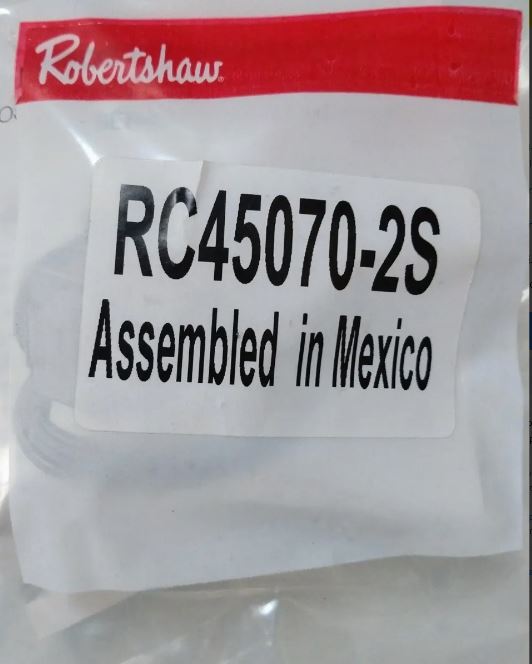 Robertshaw
RC45070-2S
Assembled in Mexico